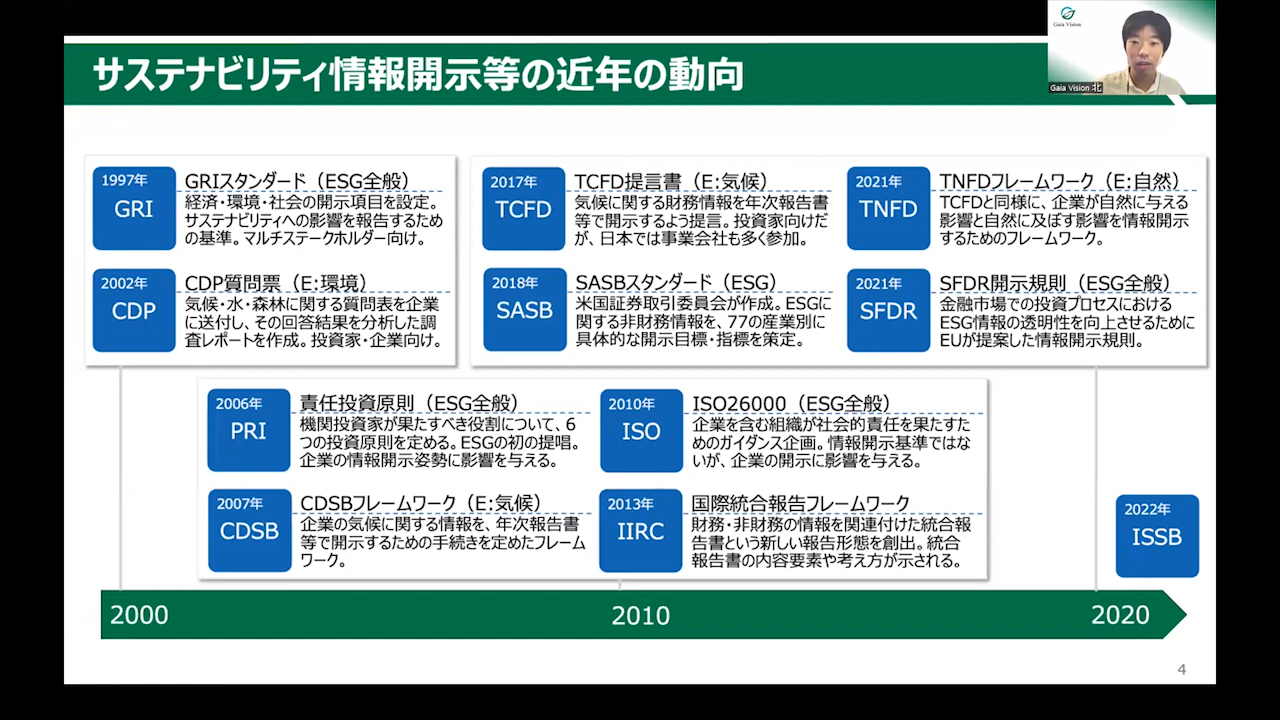 サステナビリティ情報開示等の近年の動向
Gaia Vision
Gaia Vision 北
1997年
GRI
GRIスタンダード（ESG全般）
経済・環境・社会の開示項目を設定。
サステナビリティへの影響を報告するため
の基準。マルチステークホルダー向け。
2002年
CDP
CDP質問票（E:環境）
気候・水・森林に関する質問表を企業
に送付し、その回答結果を分析した調
査レポートを作成。投資家・企業向け。
2017年
TCFD
TCFD提言書（E:気候）
気候に関する財務情報を年次報告書
等で開示するよう提言。投資家向けだ
が、日本では事業会社も多く参加。
2018年
SASB
SASBスタンダード（ESG）
米国証券取引委員会が作成。ESGに
関する非財務情報を、77の産業別に
具体的な開示目標・指標を策定。
2021年
TNFD
TNFDフレームワーク（E:自然）
TCFDと同様に、企業が自然に与える
影響と自然に及ぼす影響を情報開示
するためのフレームワーク。
2021年
SFDR
SFDR開示規則（ESG全般）
金融市場での投資プロセスにおける
ESG情報の透明性を向上させるために
EUが提案した情報開示規則。
2006年
PRI
責任投資原則（ESG全般）
機関投資家が果たすべき役割について、6
つの投資原則を定める。ESGの初の提唱。
企業の情報開示姿勢に影響を与える。
2007年
CDSB
CDSBフレームワーク（E:気候）
企業の気候に関する情報を、年次報告書
等で開示するための手続きを定めたフレーム
ワーク。
2010年
ISO
ISO26000（ESG全般）
企業を含む組織が社会的責任を果たすた
めのガイダンス企画。情報開示基準ではな
いが、企業の開示に影響を与える。
2013年
IIRC
国際統合報告フレームワーク
財務・非財務の情報を関連付けた統合報
告書という新しい報告形態を創出。統合
報告書の内容要素や考え方が示される。
2022年
ISSB
2000
2010
2020
4